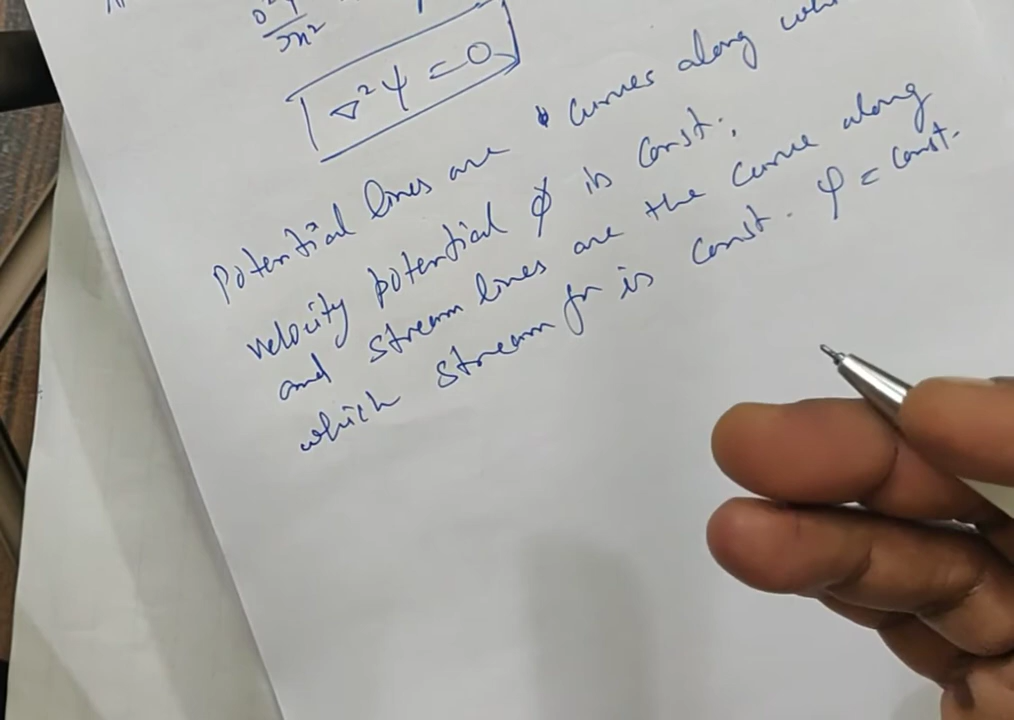 ∂x²
∇²ψ = 0
Potential lines are curves along
velocity potential φ is const.
and stream lines are the curve along
which stream fn is const. ψ = const.